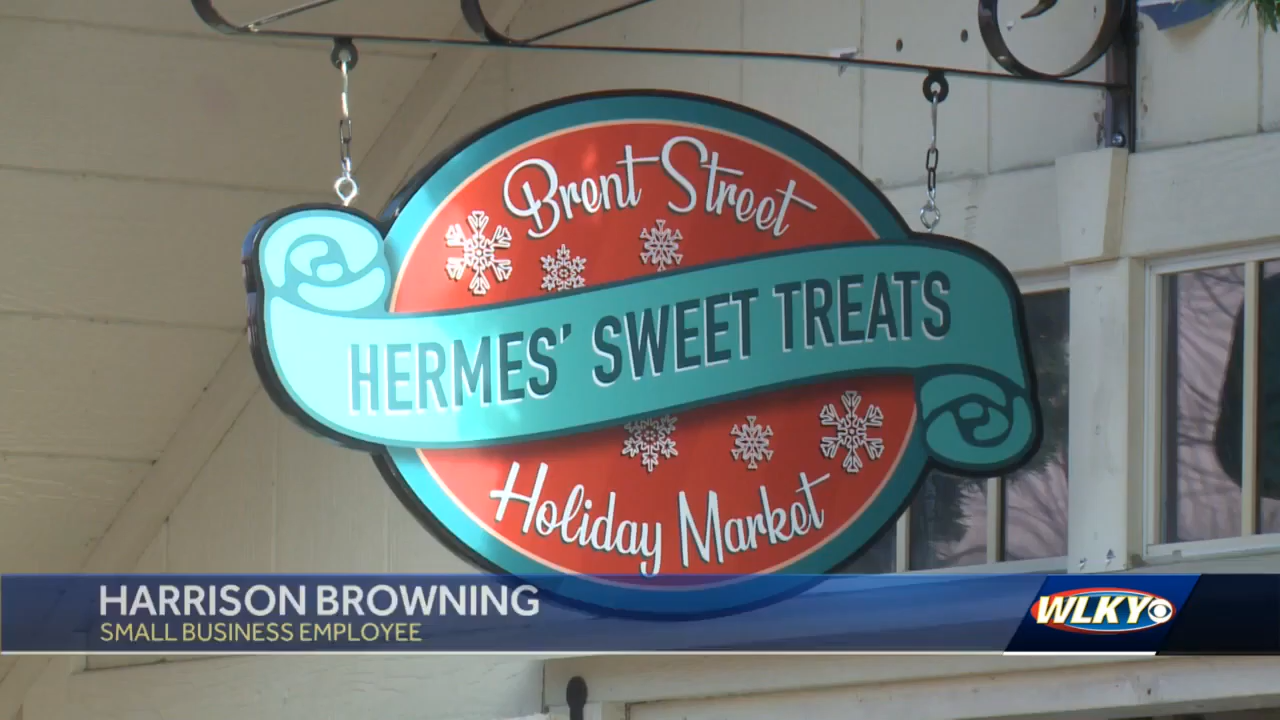 Brent Street
HERMES' SWEET TREATS
Holiday Market
HARRISON BROWNING
SMALL BUSINESS EMPLOYEE
WLKY